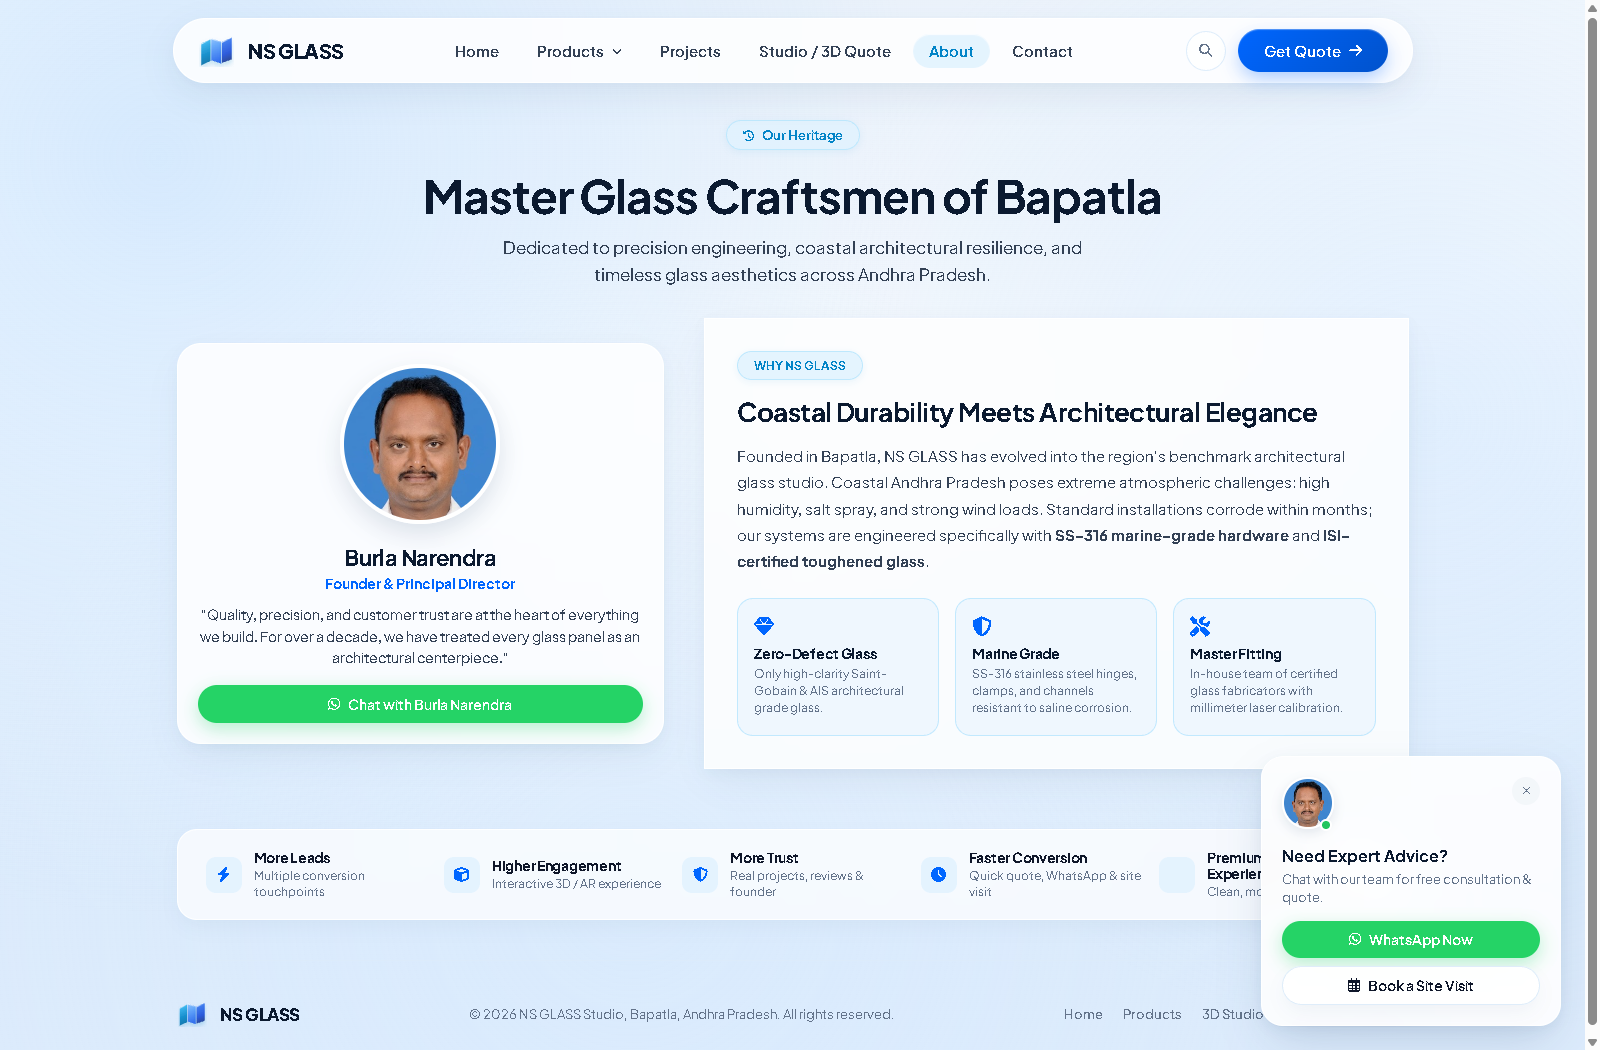 NS GLASS
Home
Products
Projects
Studio / 3D Quote
About
Contact
Get Quote
Our Heritage
Master Glass Craftsmen of Bapatla
Dedicated to precision engineering, coastal architectural resilience, and
timeless glass aesthetics across Andhra Pradesh.
Burla Narendra
Founder & Principal Director
"Quality, precision, and customer trust are at the heart of everything
we build. For over a decade, we have treated every glass panel as an
architectural centerpiece."
Chat with Burla Narendra
WHY NS GLASS
Coastal Durability Meets Architectural Elegance
Founded in Bapatla, NS GLASS has evolved into the region's benchmark architectural
glass studio. Coastal Andhra Pradesh poses extreme atmospheric challenges: high
humidity, salt spray, and strong wind loads. Standard installations corrode within months;
our systems are engineered specifically with SS-316 marine-grade hardware and ISI-
certified toughened glass.
Zero-Defect Glass
Only high-clarity Saint-
Gobain & AIS architectural
grade glass.
Marine Grade
SS-316 stainless steel hinges,
clamps, and channels
resistant to saline corrosion.
Master Fitting
In-house team of certified
glass fabricators with
millimeter laser calibration.
More Leads
Multiple conversion
touchpoints
Higher Engagement
Interactive 3D / AR experience
More Trust
Real projects, reviews &
founder
Faster Conversion
Quick quote, WhatsApp & site
visit
Need Expert Advice?
Chat with our team for free consultation &
quote.
WhatsApp Now
Book a Site Visit
NS GLASS
© 2026 NS GLASS Studio, Bapatla, Andhra Pradesh. All rights reserved.
Home
Products
3D Studio